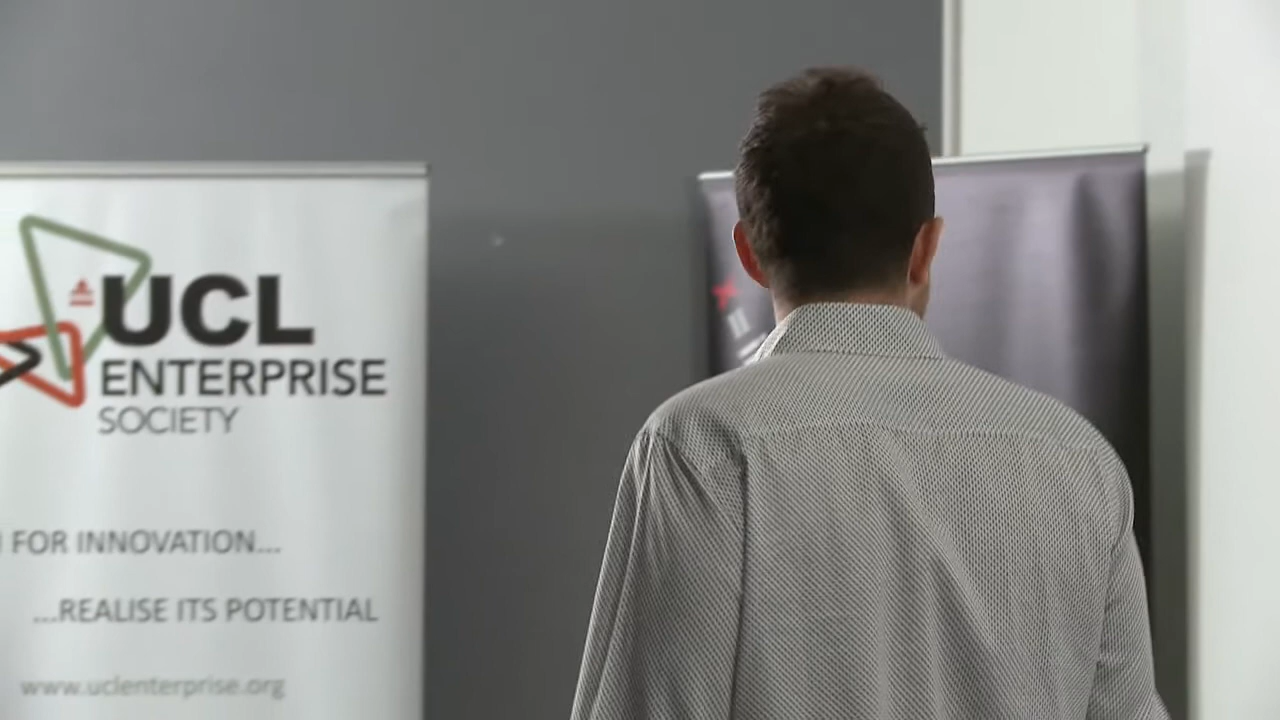 UCL
ENTERPRISE
SOCIETY
FOR INNOVATION...
...REALISE ITS POTENTIAL
www.uclenterprise.org